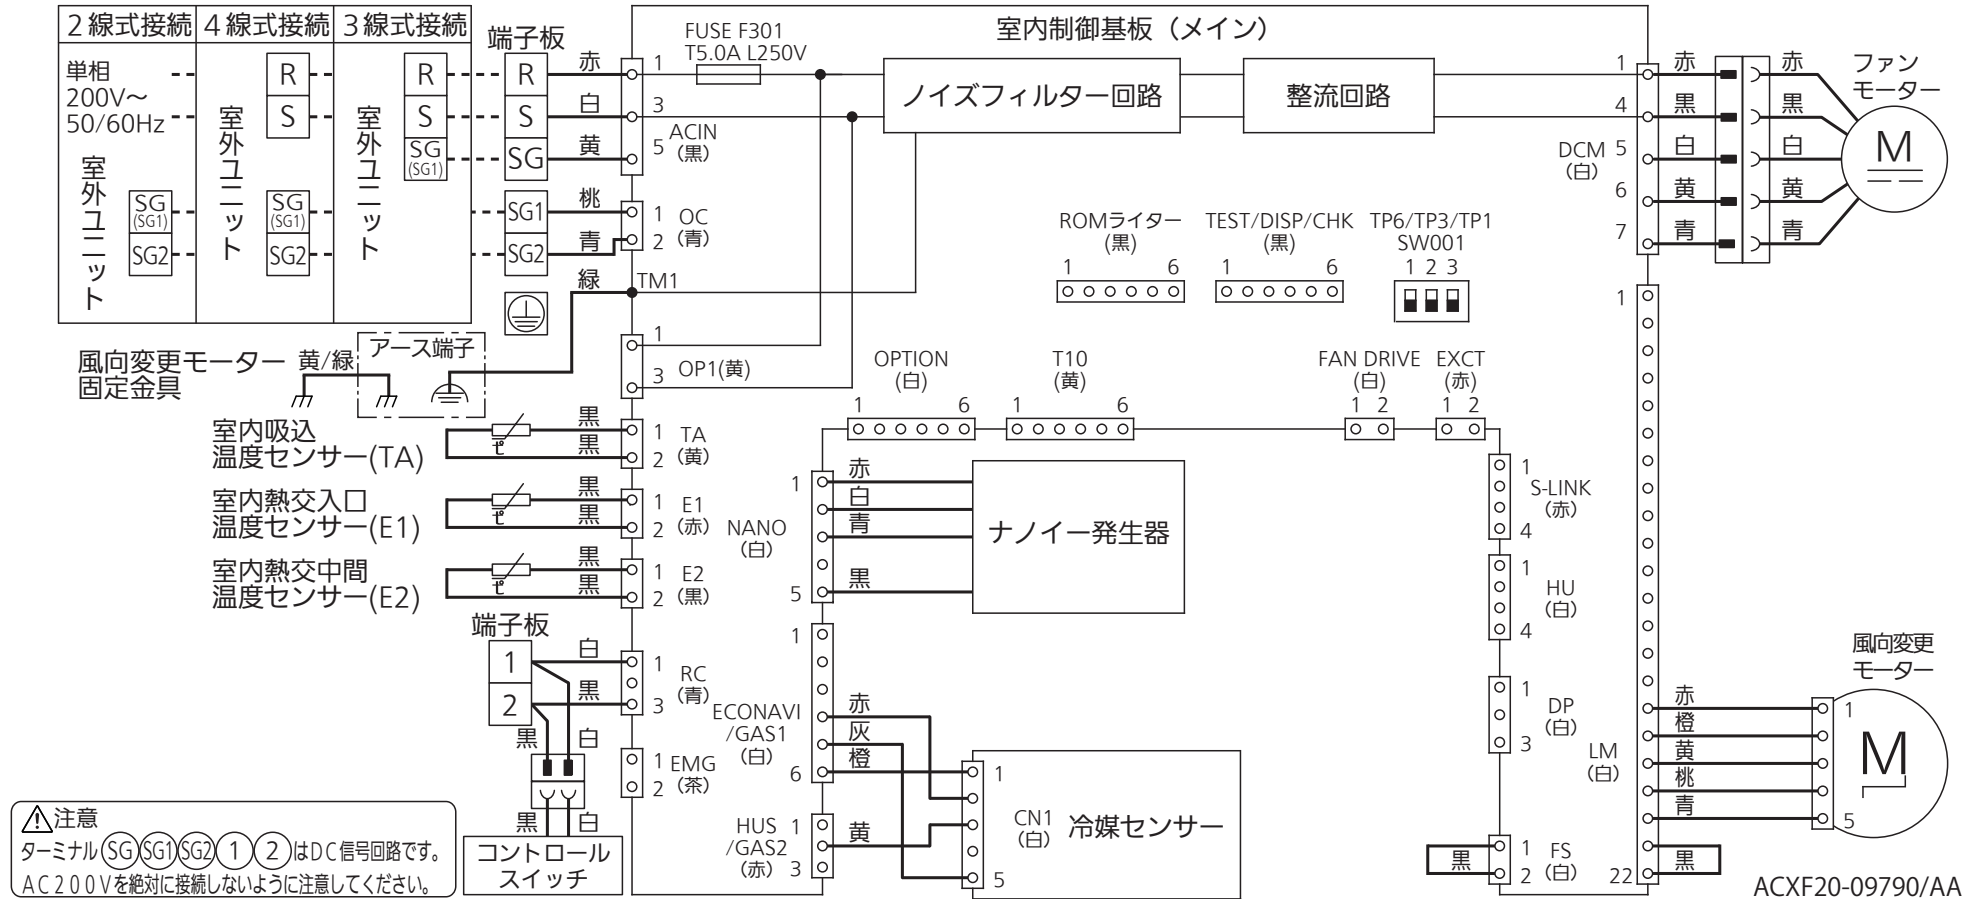 2線式接続
4線式接続
3線式接続
単相
200V～
50/60Hz
室外ユニット
SG
(SG1)
SG2
R
S
室外ユニット
SG
(SG1)
SG2
R
S
SG
(SG1)
室外ユニット
端子板
R
S
SG
SG1
SG2
赤
白
黄
桃
青
緑
1
3
5
ACIN
(黒)
1
2
OC
(青)
TM1
1
3
OP1(黄)
FUSE F301
T5.0A L250V
室内制御基板（メイン）
ノイズフィルター回路
整流回路
1
4
5
6
7
DCM
(白)
赤
黒
白
黄
青
赤
黒
白
黄
青
ファン
モーター
M
ROMライター
(黒)
1 6
TEST/DISP/CHK
(黒)
1 6
TP6/TP3/TP1
SW001
1 2 3
風向変更モーター
固定金具
黄/緑
アース端子
OPTION
(白)
1 6
T10
(黄)
1 6
FAN DRIVE
(白)
1 2
EXCT
(赤)
1 2
室内吸込
温度センサー(TA)
t°
黒
黒
1
2
TA
(黄)
室内熱交入口
温度センサー(E1)
t°
黒
黒
1
2
E1
(赤)
室内熱交中間
温度センサー(E2)
t°
黒
黒
1
2
E2
(黒)
NANO
(白)
1
5
赤
白
青
黒
ナノイー発生器
1
S-LINK
(赤)
4
1
HU
(白)
4
1
DP
(白)
3
端子板
1
2
白
黒
1
3
RC
(青)
黒
白
1
2
EMG
(茶)
黒
白
コントロール
スイッチ
1
ECONAVI
/GAS1
(白)
6
赤
灰
橙
HUS
/GAS2
(赤)
1
3
黄
1
CN1
(白)
5
冷媒センサー
1
LM
(白)
22
赤
橙
黄
桃
青
1
5
風向変更
モーター
M
黒
1
2
FS
(白)
黒
注意
ターミナル SG SG1 SG2 1 2 はDC信号回路です。
AC200Vを絶対に接続しないように注意してください。
ACXF20-09790/AA